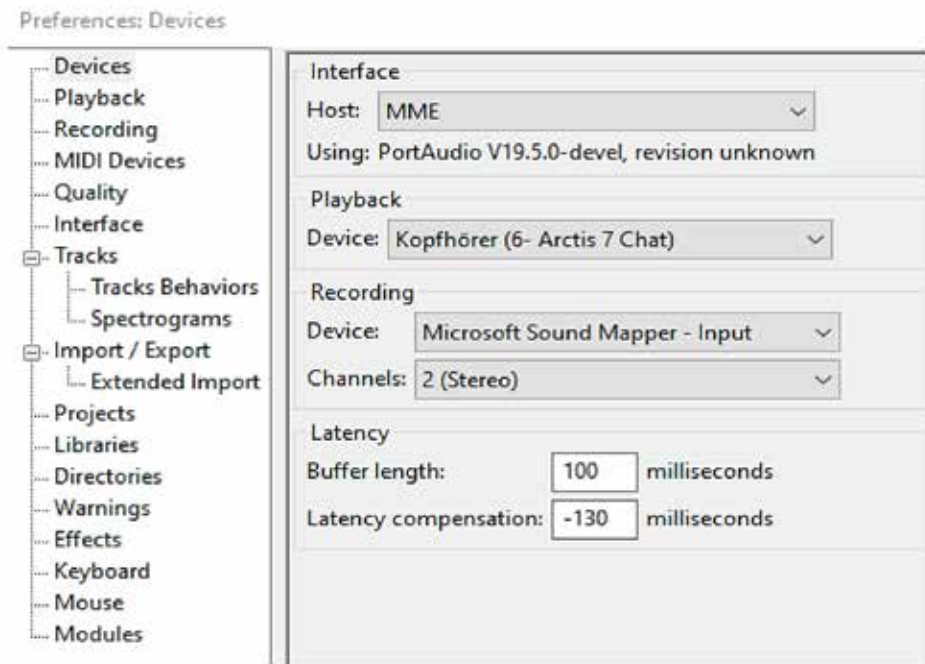 Preferences: Devices
Devices
Playback
Recording
MIDI Devices
Quality
Interface
Tracks
Tracks Behaviors
Spectrograms
Import / Export
Extended Import
Projects
Libraries
Directories
Warnings
Effects
Keyboard
Mouse
Modules
Interface
Host: MME
Using: PortAudio V19.5.0-devel, revision unknown
Playback
Device: Kopfhörer (6- Arctis 7 Chat)
Recording
Device: Microsoft Sound Mapper - Input
Channels: 2 (Stereo)
Latency
Buffer length: 100 milliseconds
Latency compensation: -130 milliseconds